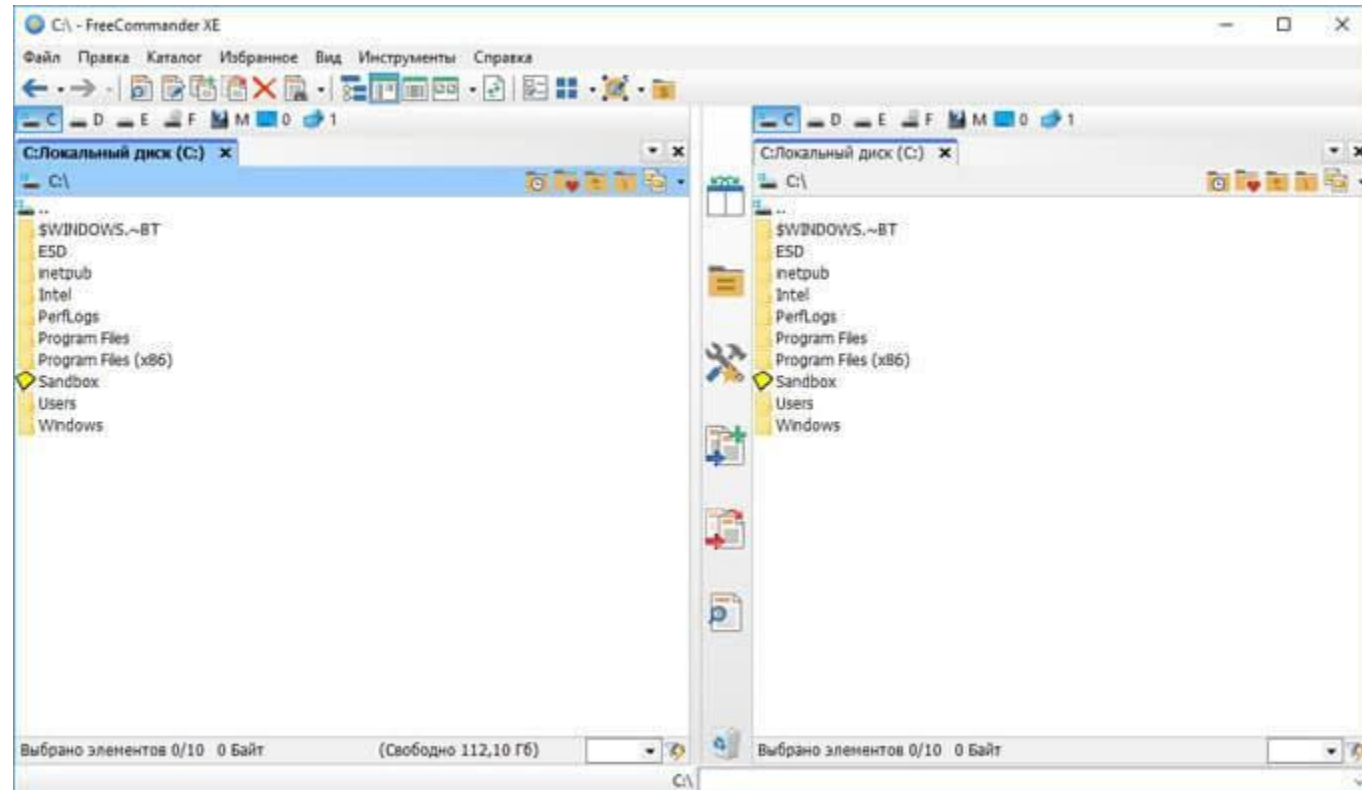 C:\ - FreeCommander XE
Файл Правка Каталог Избранное Вид Инструменты Справка
C D E F M 0 1
C D E F M 0 1
C:Локальный диск (C:)
C:Локальный диск (C:)
C:\
C:\
..
$WINDOWS.~BT
ESD
inetpub
Intel
PerfLogs
Program Files
Program Files (x86)
Sandbox
Users
Windows
..
$WINDOWS.~BT
ESD
inetpub
Intel
PerfLogs
Program Files
Program Files (x86)
Sandbox
Users
Windows
Выбрано элементов 0/10 0 Байт (Свободно 112,10 Гб)
Выбрано элементов 0/10 0 Байт
C:\